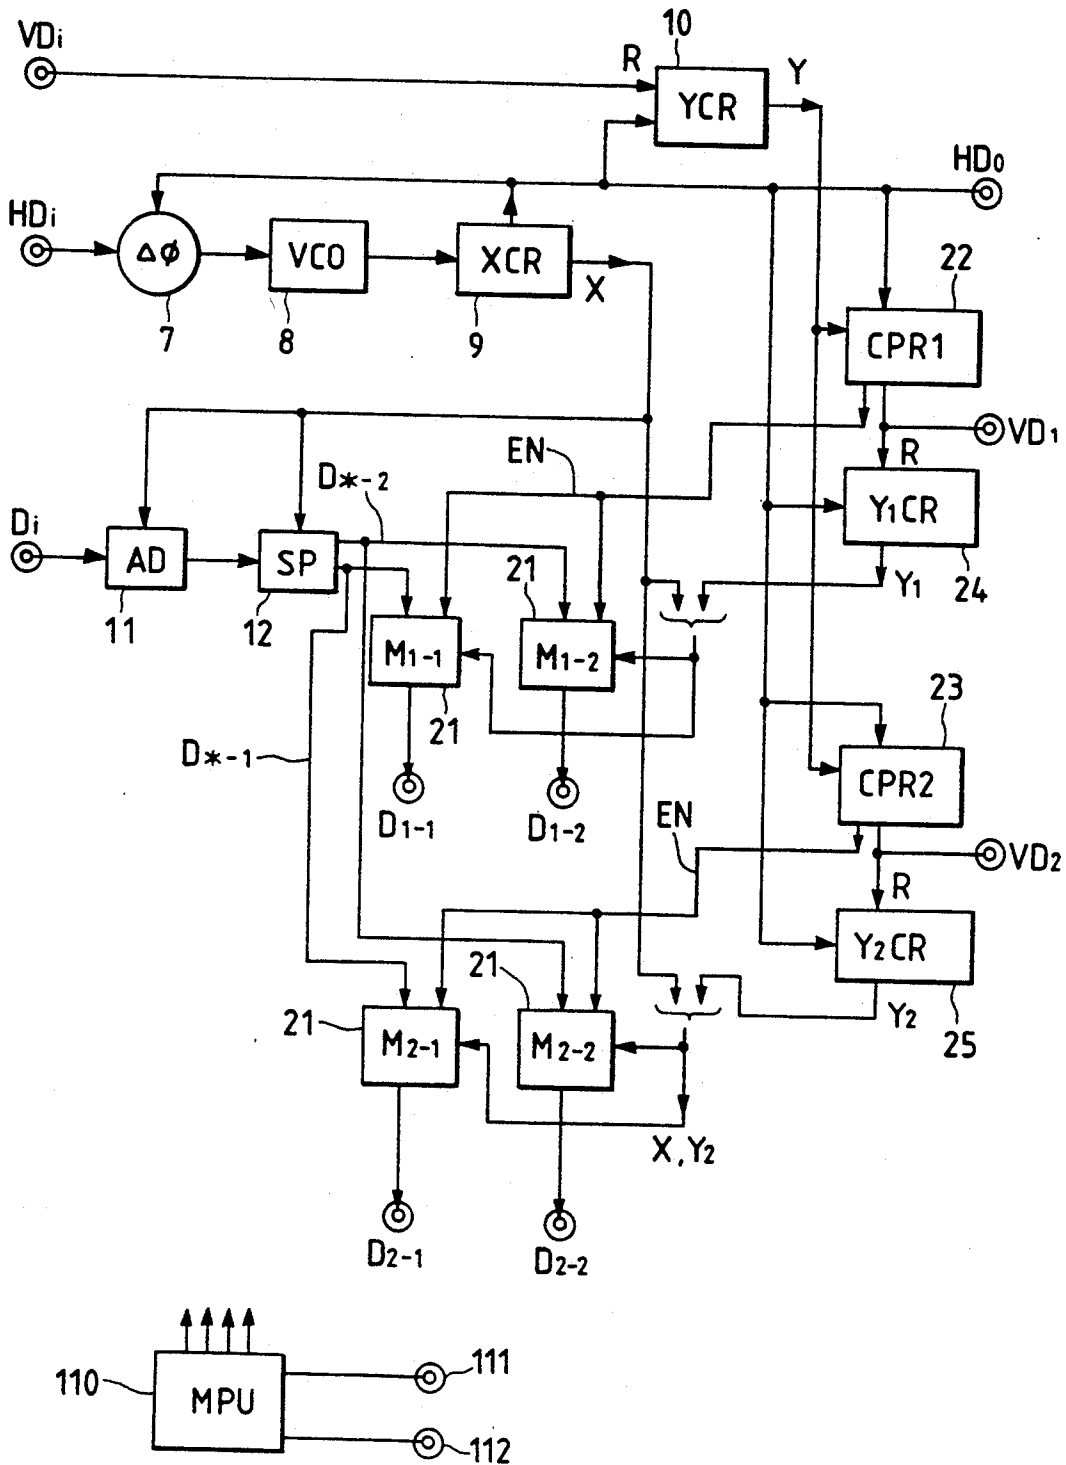 VDi
10
R
YCR
Y
HD0
HDi
Δφ
VCO
XCR
X
7
8
9
22
CPR1
VD1
R
EN
D*-2
Y1CR
Di
AD
SP
11
12
21
Y1
24
M1-1
M1-2
21
D*-1
23
CPR2
D1-1
D1-2
EN
VD2
R
Y2CR
21
21
Y2
25
M2-1
M2-2
X,Y2
D2-1
D2-2
110
MPU
111
112